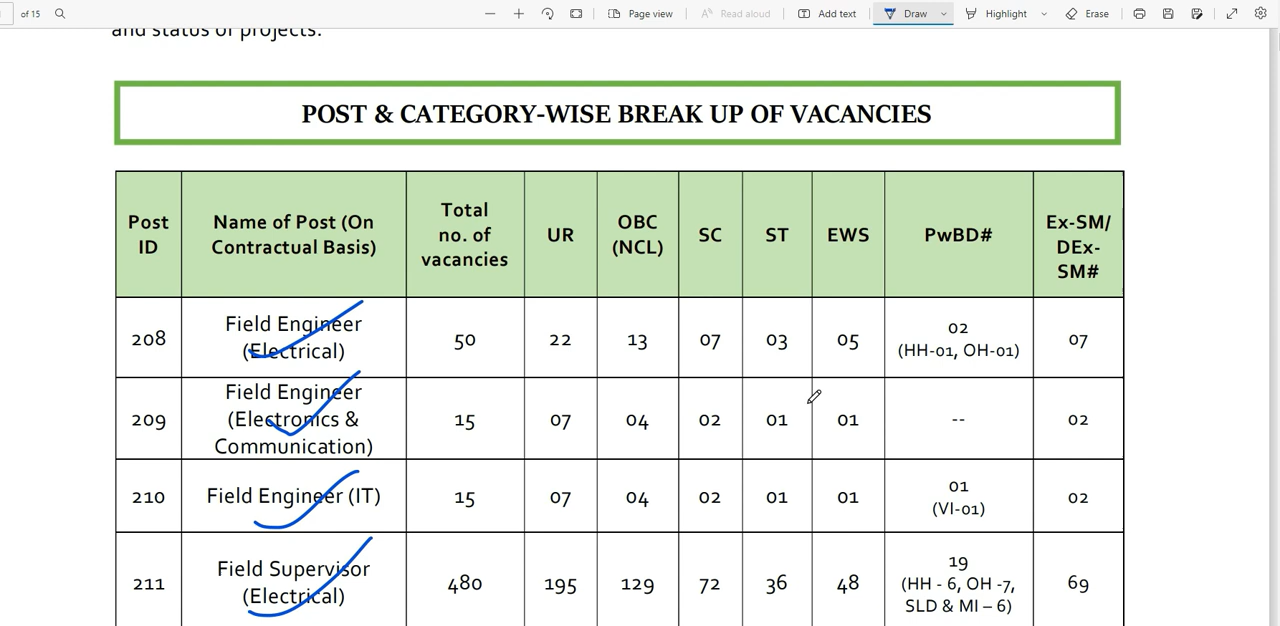 of 15
Page view
Read aloud
Add text
Draw
Highlight
Erase
and status of projects.
POST & CATEGORY-WISE BREAK UP OF VACANCIES
Post ID | Name of Post (On Contractual Basis) | Total no. of vacancies | UR | OBC (NCL) | SC | ST | EWS | PwBD# | Ex-SM/ DEx-SM#
208 | Field Engineer (Electrical) | 50 | 22 | 13 | 07 | 03 | 05 | 02 (HH-01, OH-01) | 07
209 | Field Engineer (Electronics & Communication) | 15 | 07 | 04 | 02 | 01 | 01 | -- | 02
210 | Field Engineer (IT) | 15 | 07 | 04 | 02 | 01 | 01 | 01 (VI-01) | 02
211 | Field Supervisor (Electrical) | 480 | 195 | 129 | 72 | 36 | 48 | 19 (HH - 6, OH -7, SLD & MI – 6) | 69